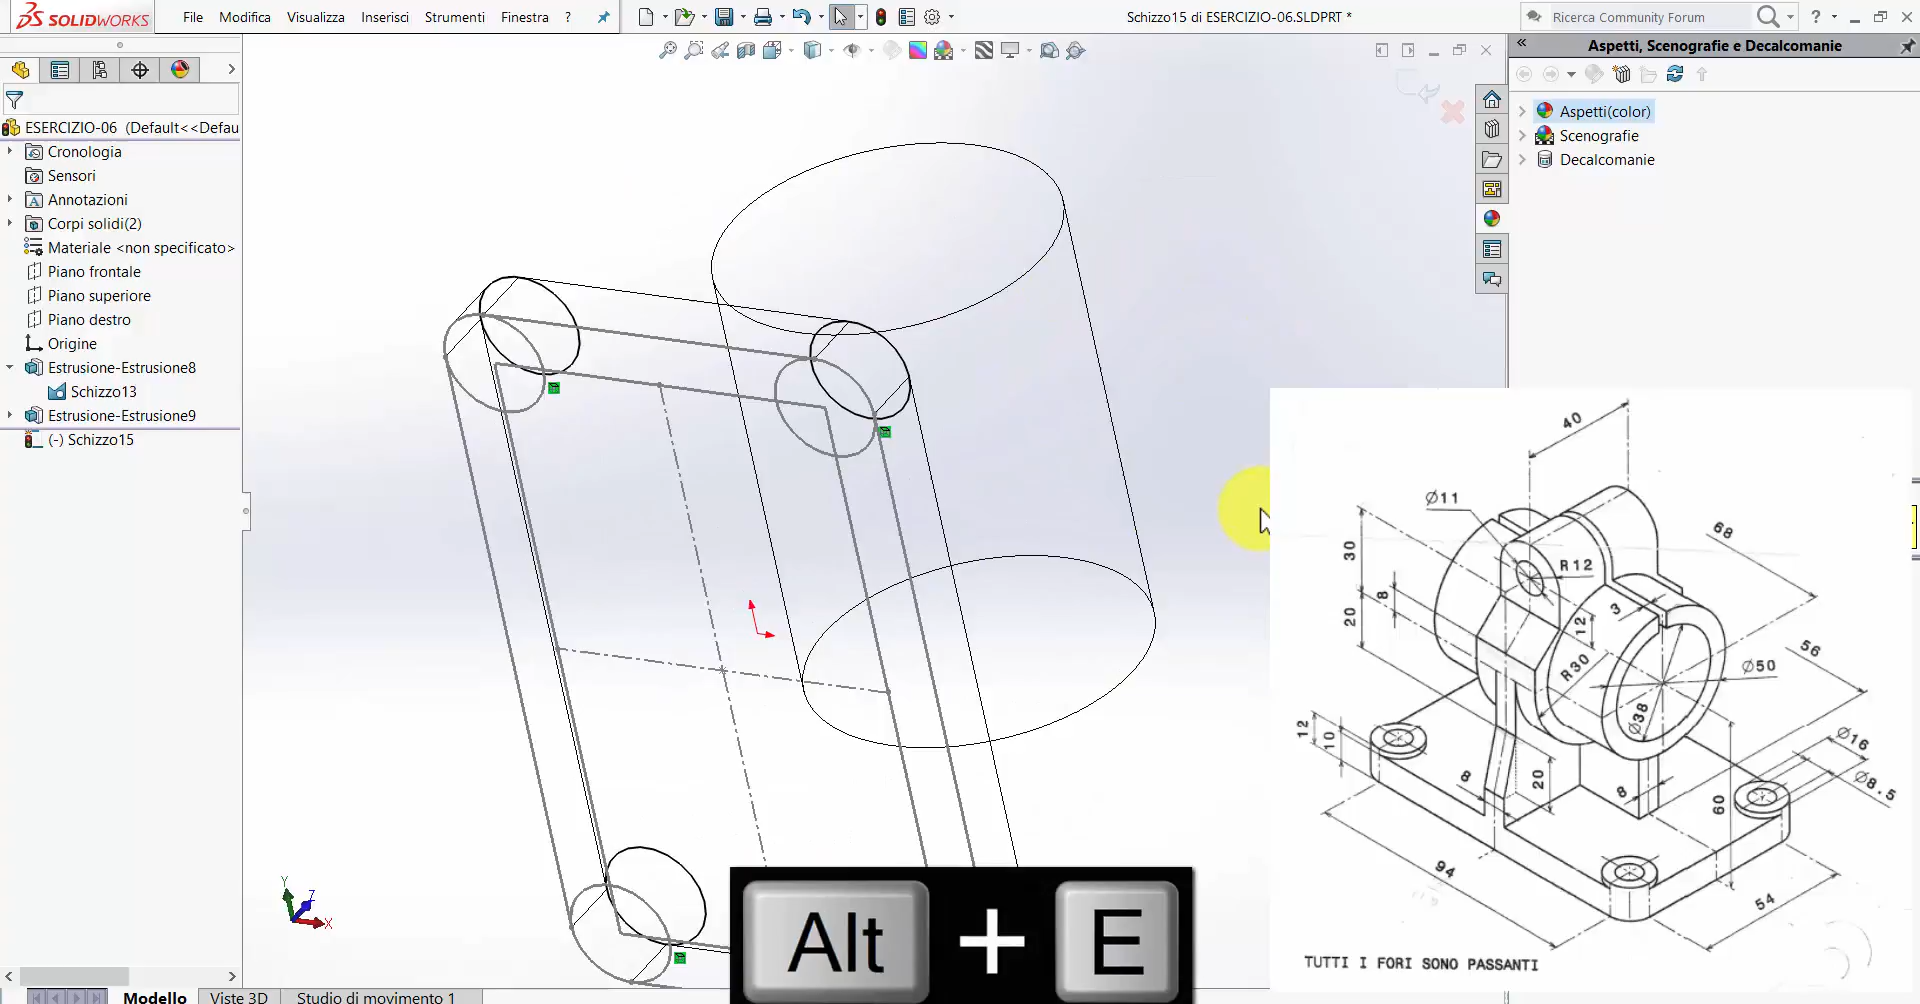 SOLIDWORKS
File
Modifica
Visualizza
Inserisci
Strumenti
Finestra
?
Schizzo15 di ESERCIZIO-06.SLDPRT *
Ricerca Community Forum
?
Aspetti, Scenografie e Decalcomanie
Aspetti(color)
Scenografie
Decalcomanie
ESERCIZIO-06 (Default<<Defau
Cronologia
Sensori
Annotazioni
Corpi solidi(2)
Materiale <non specificato>
Piano frontale
Piano superiore
Piano destro
Origine
Estrusione-Estrusione8
Schizzo13
Estrusione-Estrusione9
(-) Schizzo15
Y
Z
X
40
Ø11
68
30
R12
8
3
20
12
56
R30
Ø50
Ø38
12
10
Ø16
8
20
8
Ø8.5
60
94
54
TUTTI I FORI SONO PASSANTI
Alt + E
Modello
Viste 3D
Studio di movimento 1